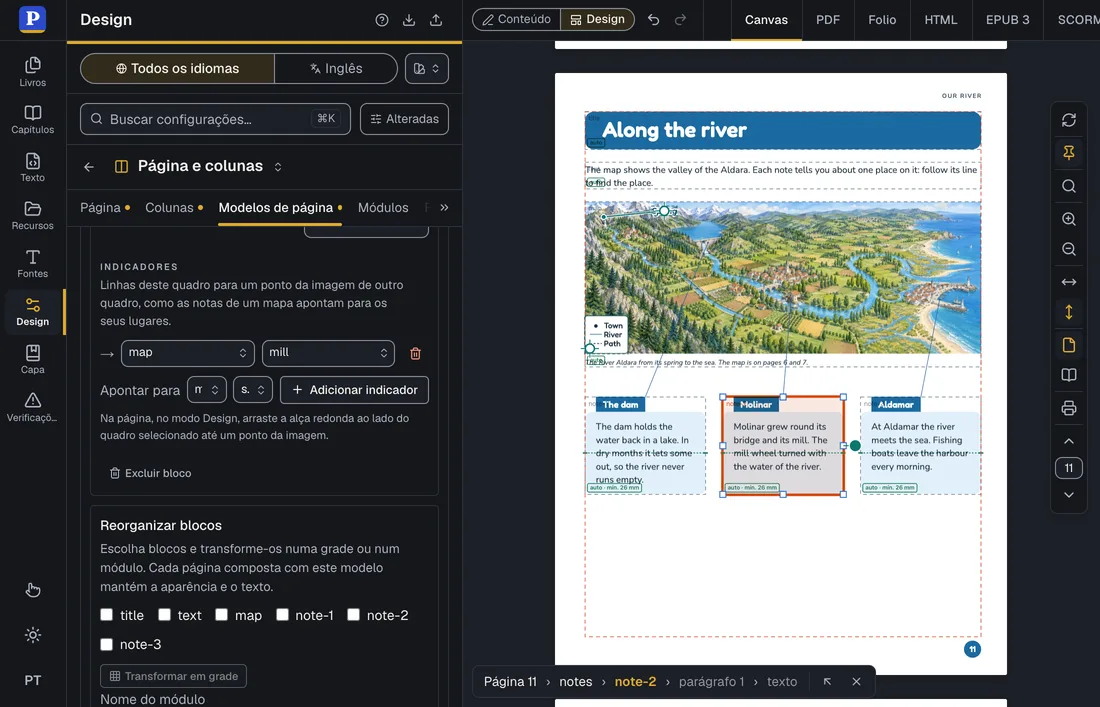 P
Design
Conteúdo
Design
Canvas
PDF
Folio
HTML
EPUB 3
SCORM
Livros
Capítulos
Texto
Recursos
Fontes
Design
Capa
Verificaçã...
PT
Todos os idiomas
Inglês
Buscar configurações...
⌘K
Alteradas
Página e colunas
Página
Colunas
Modelos de página
Módulos
INDICADORES
Linhas deste quadro para um ponto da imagem de outro
quadro, como as notas de um mapa apontam para os
seus lugares.
→ map mill
Apontar para
s.
+ Adicionar indicador
Na página, no modo Design, arraste a alça redonda ao lado do
quadro selecionado até um ponto da imagem.
Excluir bloco
Reorganizar blocos
Escolha blocos e transforme-os numa grade ou num
módulo. Cada página composta com este modelo
mantém a aparência e o texto.
title text map note-1 note-2
note-3
Transformar em grade
Nome do módulo
OUR RIVER
Along the river
auto
The map shows the valley of the Aldara. Each note tells you about one place on it: follow its line
to find the place.
Town
River
Path
The River Aldara from its spring to the sea. The map is on pages 6 and 7.
The dam
The dam holds the
water back in a lake. In
dry months it lets some
out, so the river never
runs empty.
auto · min. 26 mm
Molinar
Molinar grew round its
bridge and its mill. The
mill wheel turned with
the water of the river.
auto · min. 26 mm
Aldamar
At Aldamar the river
meets the sea. Fishing
boats leave the harbour
every morning.
auto · min. 26 mm
11
Página 11 › notes › note-2 › parágrafo 1 › texto
11